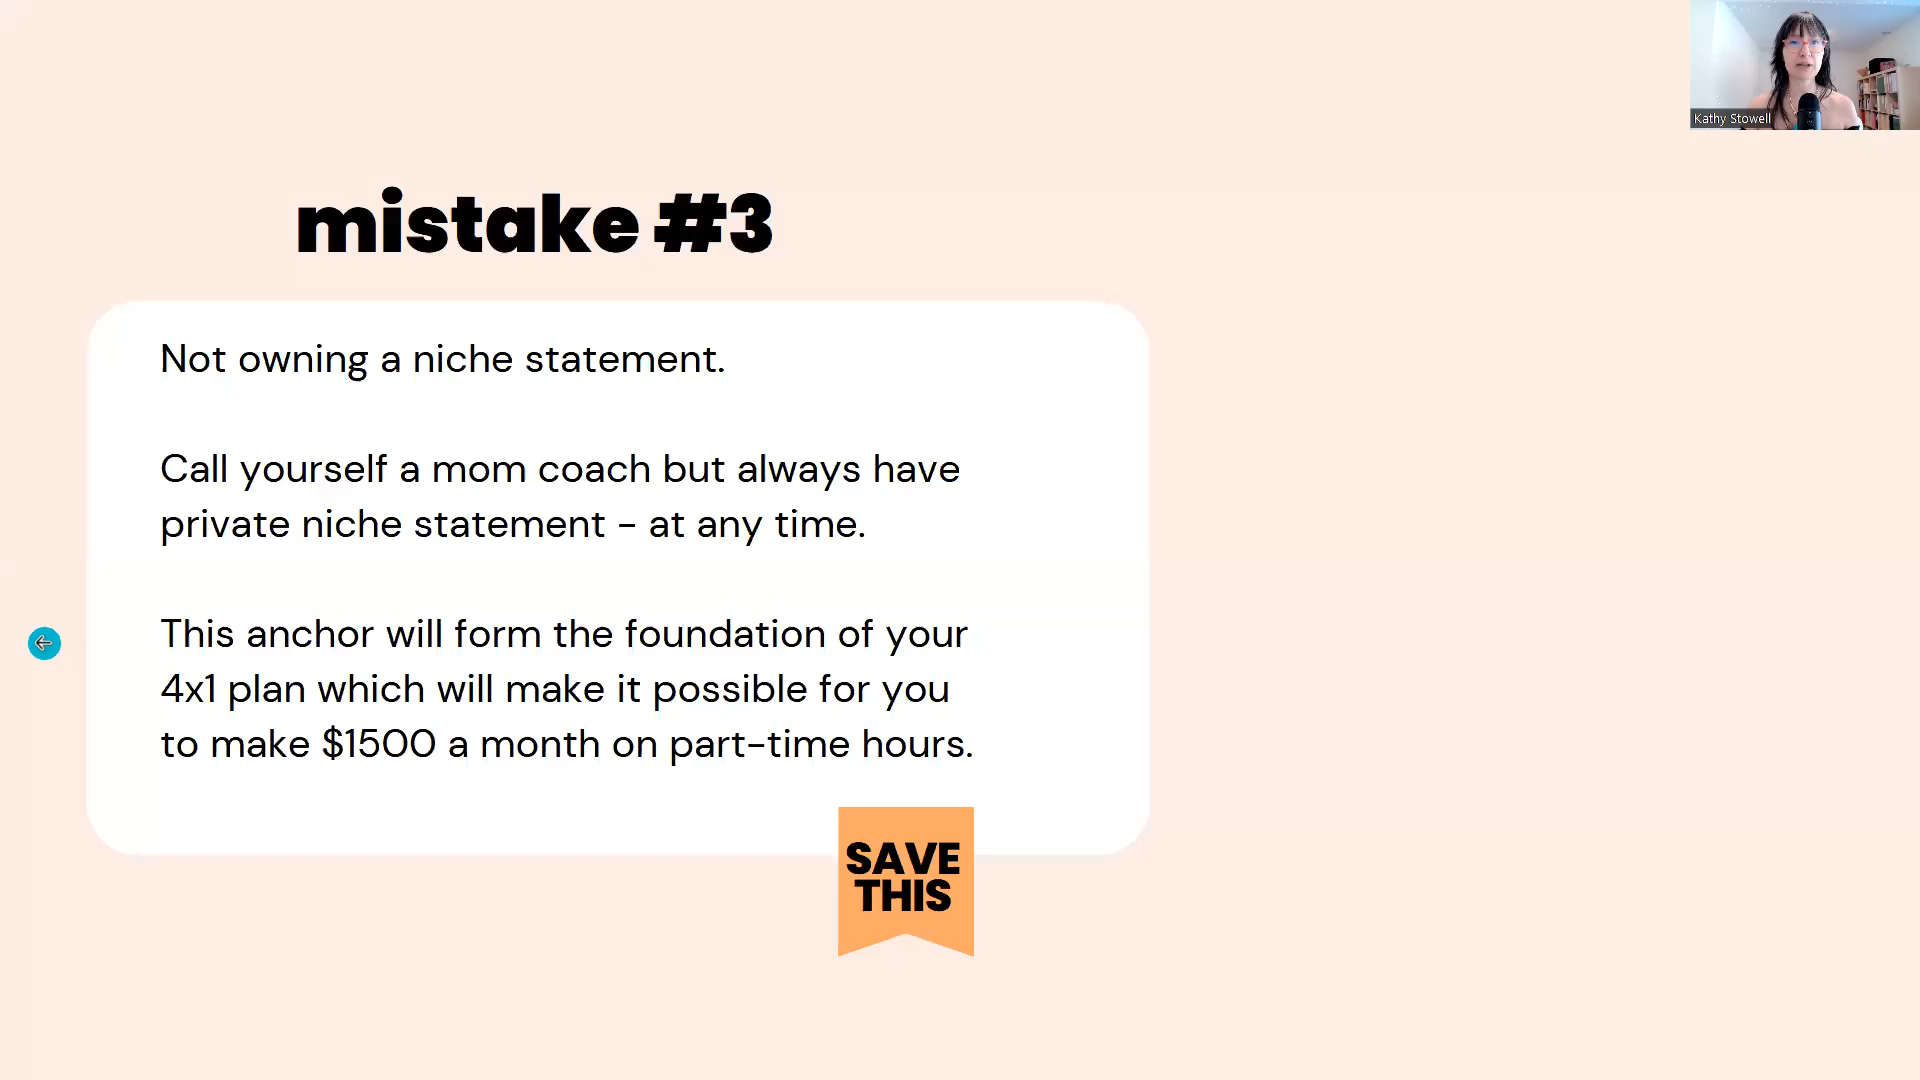 Kathy Stowell
mistake #3
Not owning a niche statement.
Call yourself a mom coach but always have
private niche statement - at any time.
This anchor will form the foundation of your
4x1 plan which will make it possible for you
to make $1500 a month on part-time hours.
SAVE
THIS